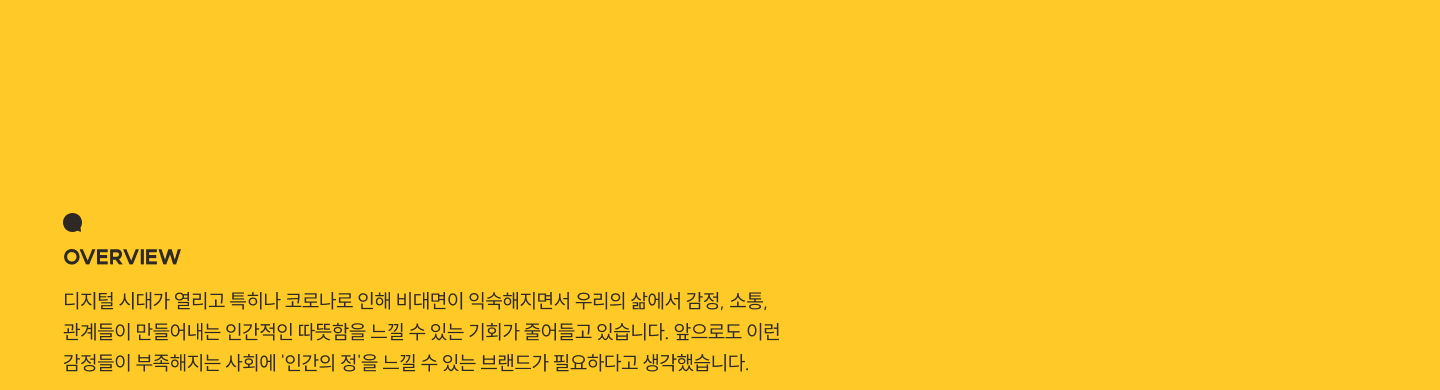 OVERVIEW
디지털 시대가 열리고 특히나 코로나로 인해 비대면이 익숙해지면서 우리의 삶에서 감정, 소통,
관계들이 만들어내는 인간적인 따뜻함을 느낄 수 있는 기회가 줄어들고 있습니다. 앞으로도 이런
감정들이 부족해지는 사회에 '인간의 정'을 느낄 수 있는 브랜드가 필요하다고 생각했습니다.